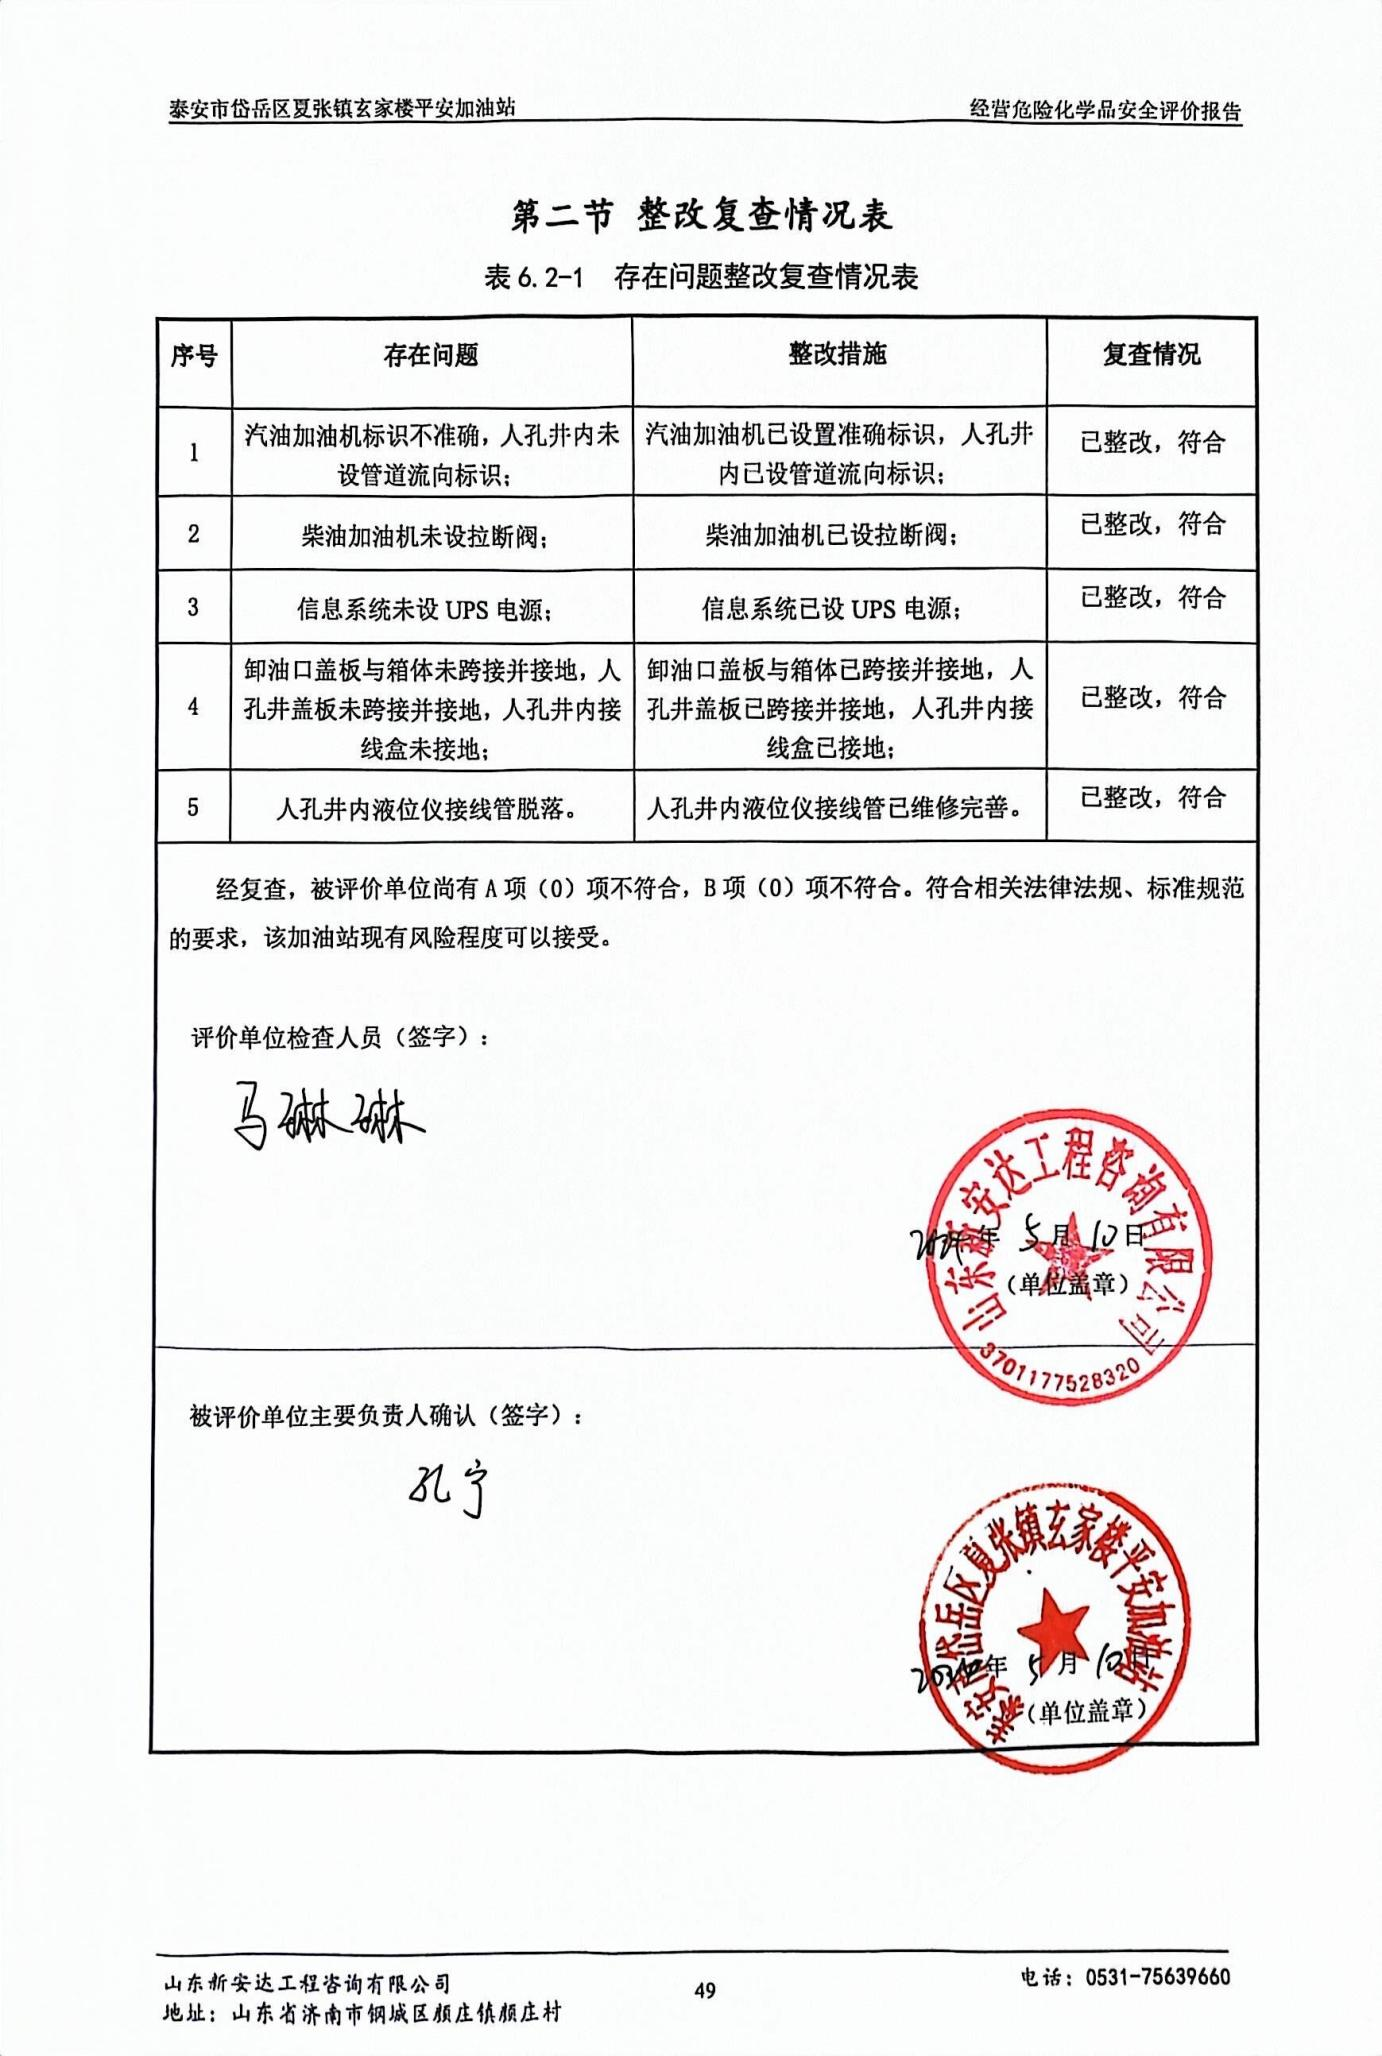 泰安市岱岳区夏张镇玄家楼平安加油站 经营危险化学品安全评价报告
第二节 整改复查情况表
表 6.2-1 存在问题整改复查情况表
序号 存在问题 整改措施 复查情况
1 汽油加油机标识不准确，人孔井内未设管道流向标识； 汽油加油机已设置准确标识，人孔井内已设管道流向标识； 已整改，符合
2 柴油加油机未设拉断阀； 柴油加油机已设拉断阀； 已整改，符合
3 信息系统未设 UPS 电源； 信息系统已设 UPS 电源； 已整改，符合
4 卸油口盖板与箱体未跨接并接地，人孔井盖板未跨接并接地，人孔井内接线盒未接地； 卸油口盖板与箱体已跨接并接地，人孔井盖板已跨接并接地，人孔井内接线盒已接地； 已整改，符合
5 人孔井内液位仪接线管脱落。 人孔井内液位仪接线管已维修完善。 已整改，符合
经复查，被评价单位尚有 A 项（0）项不符合，B 项（0）项不符合。符合相关法律法规、标准规范
的要求，该加油站现有风险程度可以接受。
评价单位检查人员（签字）：
马琳琳
山东新安达工程咨询有限公司
2024年 5月 10日
（单位盖章）
3701177528320
被评价单位主要负责人确认（签字）：
孔宁
泰安市岱岳区夏张镇玄家楼平安加油站
2024年 5月 10日
（单位盖章）
山东新安达工程咨询有限公司 49 电话：0531-75639660
地址：山东省济南市钢城区颜庄镇颜庄村